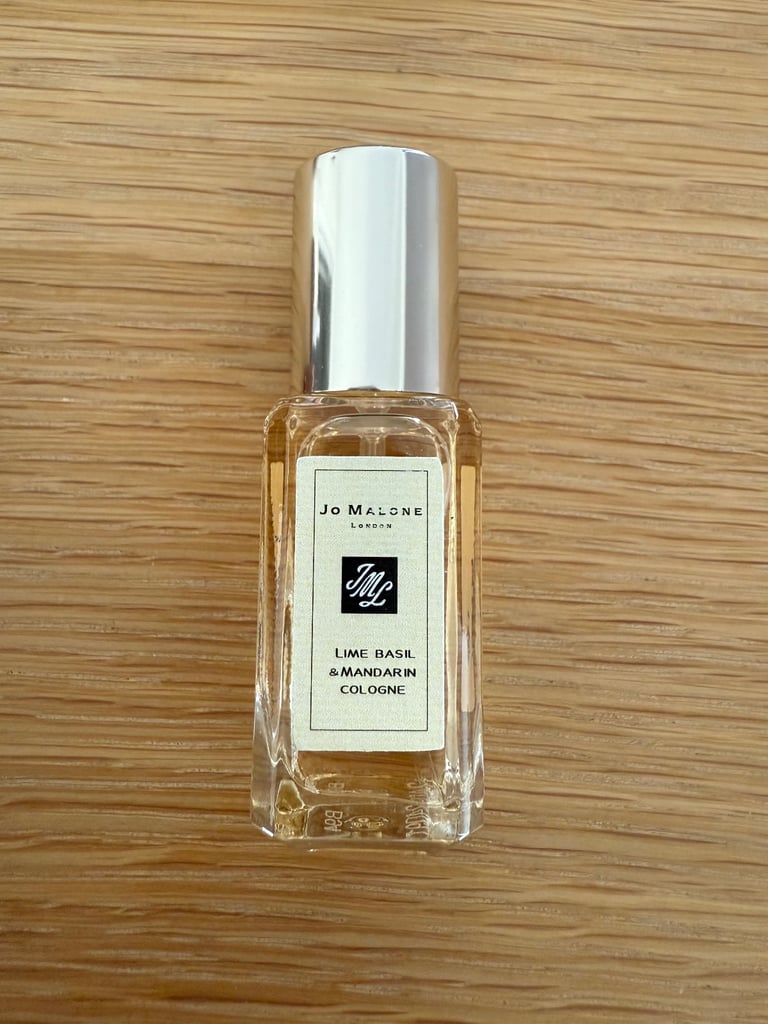 Jo Malone
London
JML
Lime basil
&Mandarin
cologne